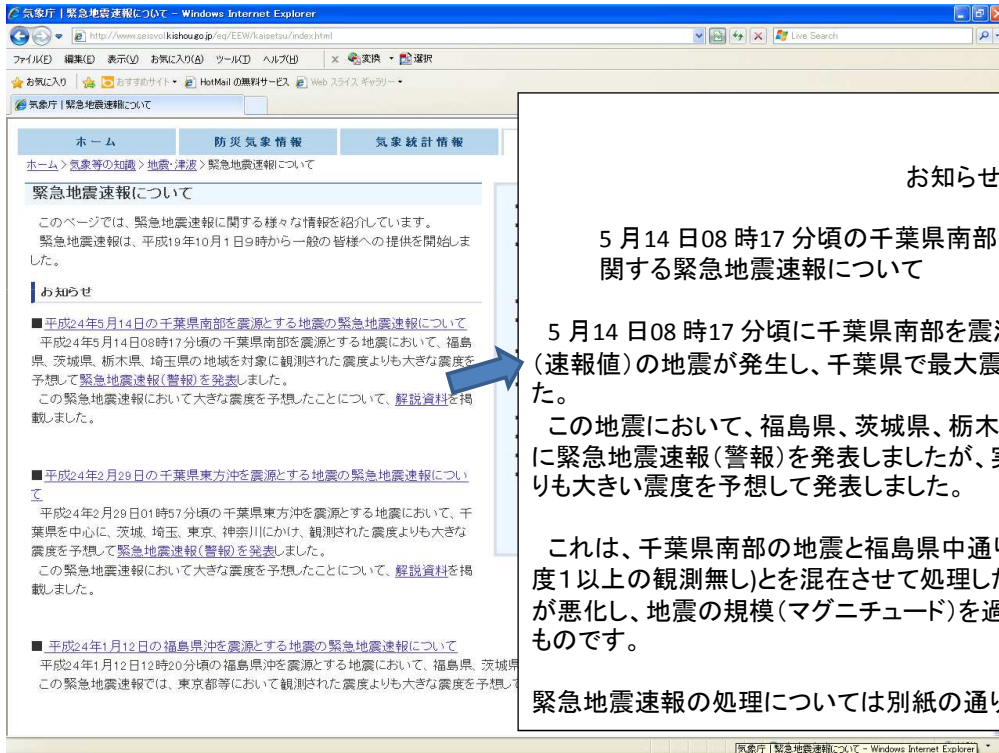 気象庁 | 緊急地震速報について - Windows Internet Explorer
http://www.seisvol.kishou.go.jp/eq/EEW/kaisetsu/index.html
Live Search
ファイル(F) 編集(E) 表示(V) お気に入り(A) ツール(T) ヘルプ(H) x 変換 選択
お気に入り おすすめサイト HotMail の無料サービス Web スライス ギャラリー
気象庁 | 緊急地震速報について
ホーム 防災気象情報 気象統計情報
ホーム > 気象等の知識 > 地震・津波 > 緊急地震速報について
緊急地震速報について
このページでは、緊急地震速報に関する様々な情報を紹介しています。
緊急地震速報は、平成19年10月1日9時から一般の皆様への提供を開始しま
した。
お知らせ
■平成24年5月14日の千葉県南部を震源とする地震の緊急地震速報について
平成24年5月14日08時17分頃の千葉県南部を震源とする地震において、福島
県、茨城県、栃木県、埼玉県の地域を対象に観測された震度よりも大きな震度を
予想して緊急地震速報(警報)を発表しました。
この緊急地震速報において大きな震度を予想したことについて、解説資料を掲
載しました。
■平成24年2月29日の千葉県東方沖を震源とする地震の緊急地震速報につい
て
平成24年2月29日01時57分頃の千葉県東方沖を震源とする地震において、千
葉県を中心に、茨城、埼玉、東京、神奈川にかけ、観測された震度よりも大きな
震度を予想して緊急地震速報(警報)を発表しました。
この緊急地震速報において大きな震度を予想したことについて、解説資料を掲
載しました。
■ 平成24年1月12日の福島県沖を震源とする地震の緊急地震速報について
平成24年1月12日12時20分頃の福島県沖を震源とする地震において、福島県、茨城県
この緊急地震速報では、東京都等において観測された震度よりも大きな震度を予想して
お知らせ
5月14日08時17分頃の千葉県南部
関する緊急地震速報について
5月14日08時17分頃に千葉県南部を震
(速報値)の地震が発生し、千葉県で最大震
た。
この地震において、福島県、茨城県、栃木
に緊急地震速報(警報)を発表しましたが、
りも大きい震度を予想して発表しました。
これは、千葉県南部の地震と福島県中通り
度1以上の観測無し)とを混在させて処理した
が悪化し、地震の規模(マグニチュード)を過
ものです。
緊急地震速報の処理については別紙の通り
気象庁 | 緊急地震速報について - Windows Internet Explorer